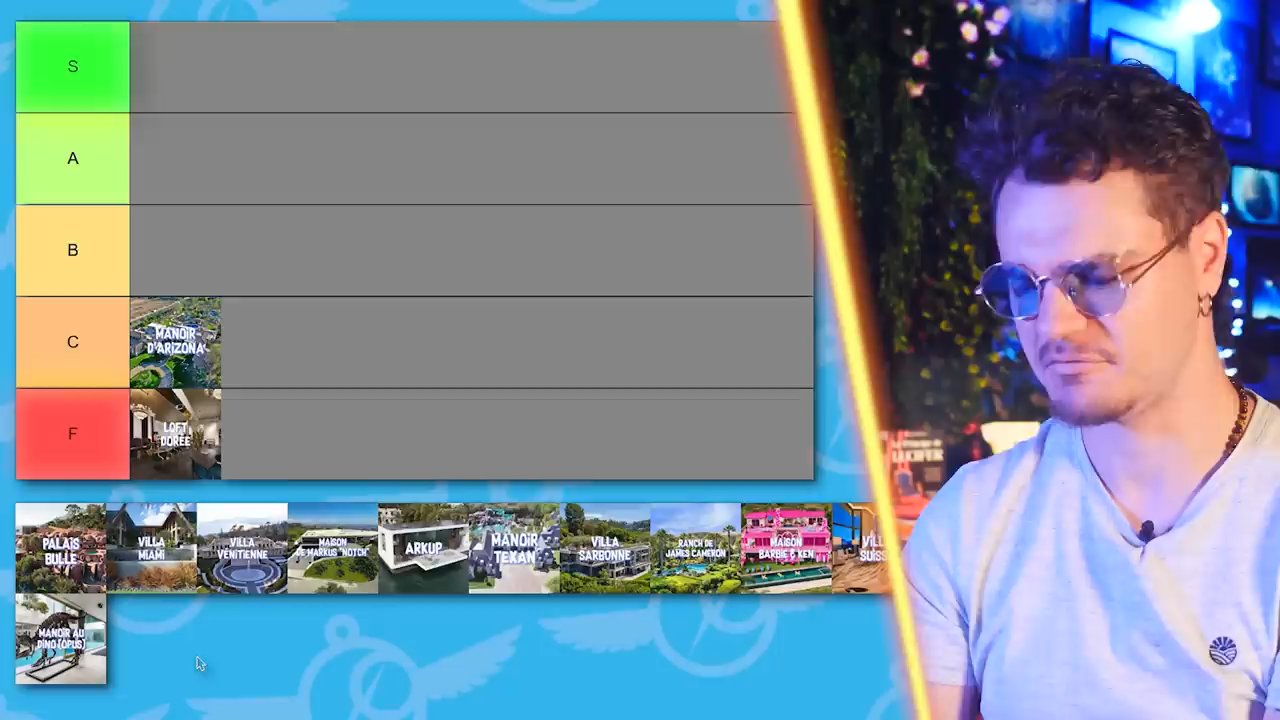 S
A
B
C
MANOIR
D'ARIZONA
F
LOFT
DORÉE
PALAIS
BULLE
VILLA
MIAMI
VILLA
VÉNITIENNE
MAISON
DE MARKUS "NOTCH"
ARKUP
MANOIR
TEXAN
VILLA
SARBONNE
RANCH DE
JAMES CAMERON
MAISON
BARBIE & KEN
MANOIR AU
DINO (OPUS)
LUCIFER